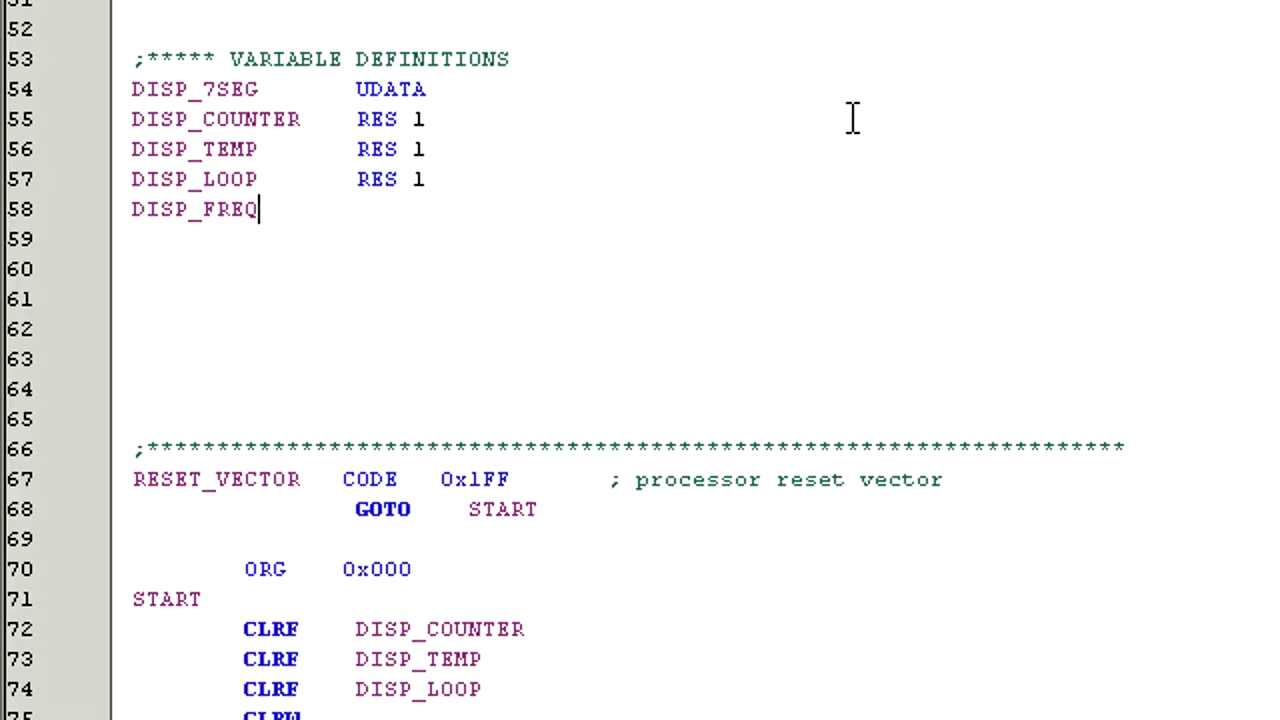 51
52
53 ;***** VARIABLE DEFINITIONS
54 DISP_7SEG UDATA
55 DISP_COUNTER RES 1
56 DISP_TEMP RES 1
57 DISP_LOOP RES 1
58 DISP_FREQ
59
60
61
62
63
64
65
66 ;**********************************************************************
67 RESET_VECTOR CODE 0x1FF ; processor reset vector
68 GOTO START
69
70 ORG 0x000
71 START
72 CLRF DISP_COUNTER
73 CLRF DISP_TEMP
74 CLRF DISP_LOOP
75 CLRW